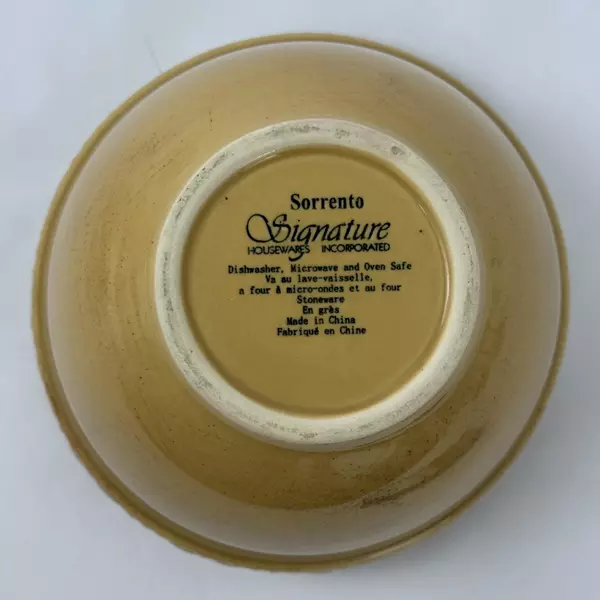 Sorrento
Signature
HOUSEWARES INCORPORATED
Dishwasher, Microwave and Oven Safe
Va au lave-vaisselle,
a four à micro-ondes et au four
Stoneware
En grès
Made in China
Fabriqué en Chine